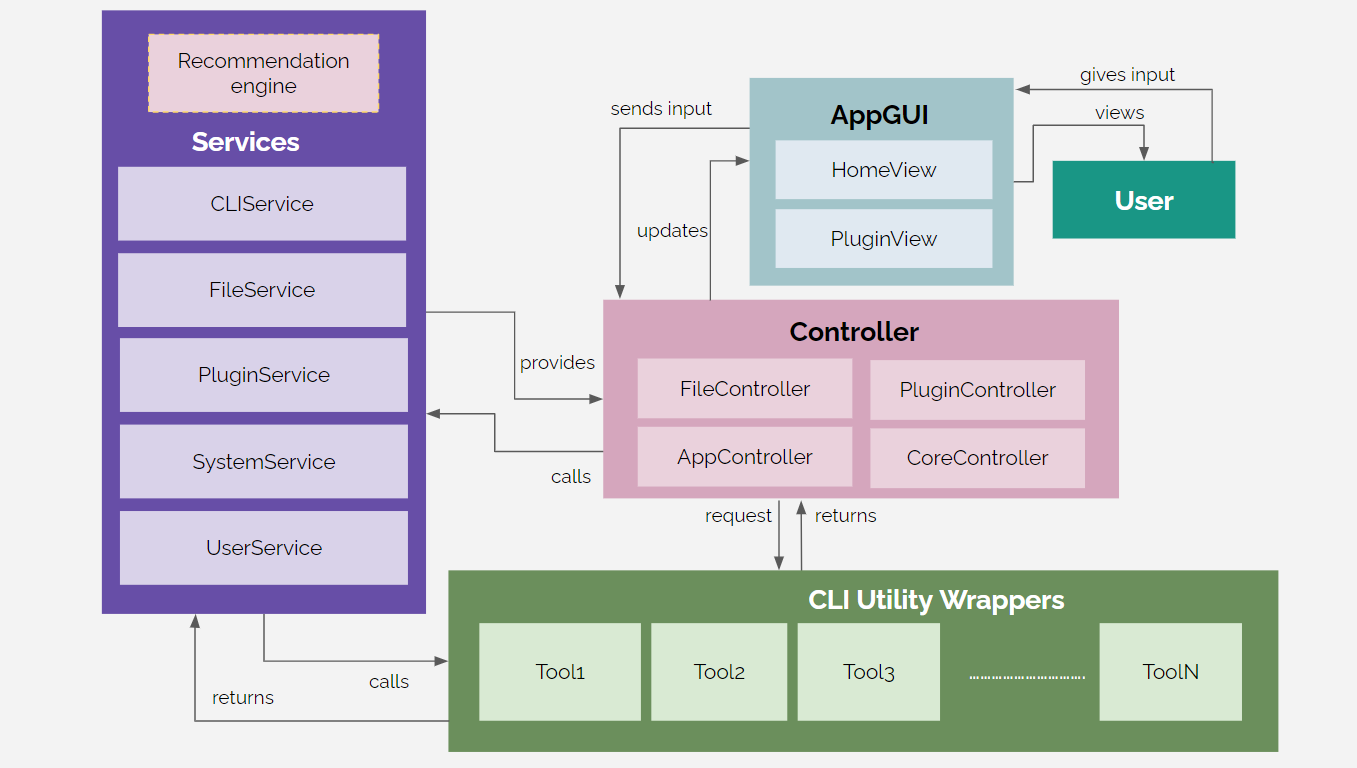 Recommendation
engine
Services
CLIService
FileService
PluginService
SystemService
UserService
sends input
updates
AppGUI
HomeView
PluginView
gives input
views
User
provides
calls
Controller
FileController
PluginController
AppController
CoreController
request
returns
CLI Utility Wrappers
Tool1
Tool2
Tool3
………………………….
ToolN
calls
returns